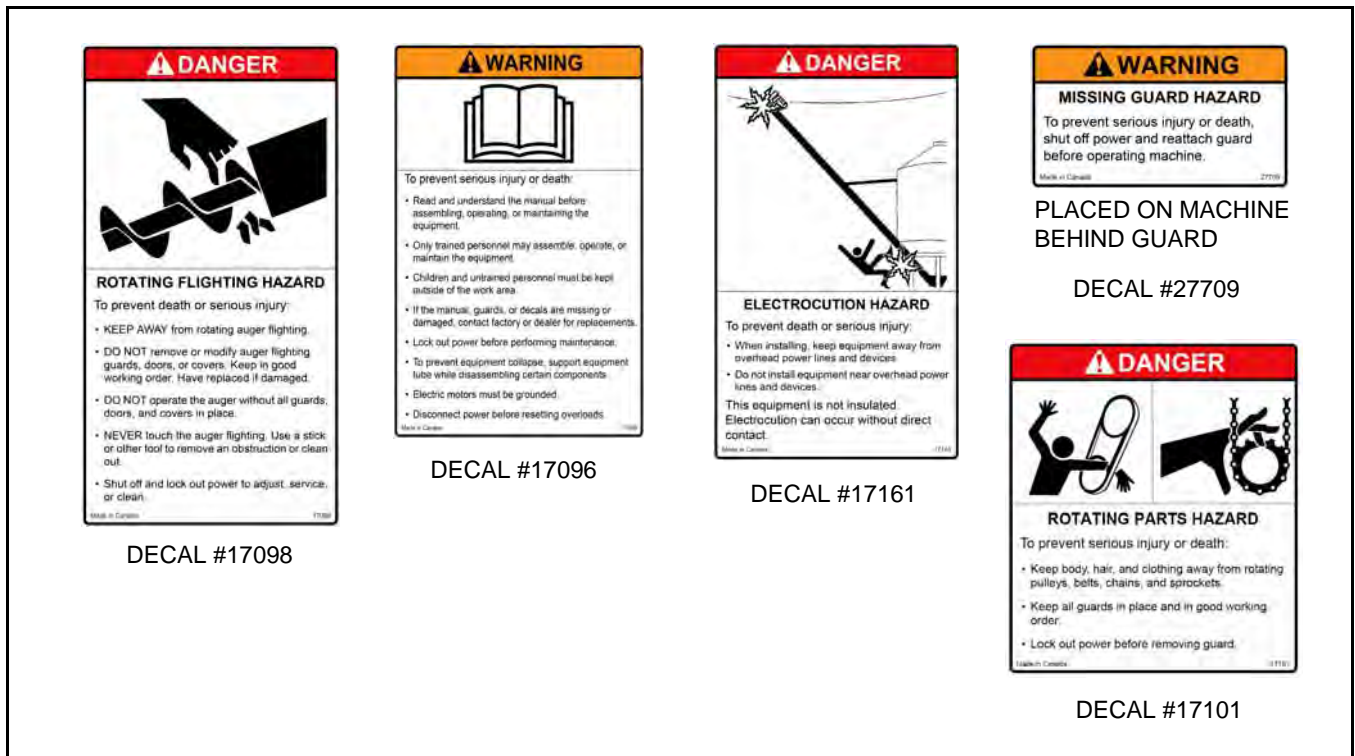 DANGER
ROTATING FLIGHTING HAZARD
To prevent death or serious injury:
• KEEP AWAY from rotating auger flighting.
• DO NOT remove or modify auger flighting
guards, doors, or covers. Keep in good
working order. Have replaced if damaged.
• DO NOT operate the auger without all guards,
doors, and covers in place.
• NEVER touch the auger flighting. Use a stick
or other tool to remove an obstruction or clean
out.
• Shut off and lock out power to adjust, service,
or clean.
Made in Canada 17098
DECAL #17098
WARNING
To prevent serious injury or death:
• Read and understand the manual before
assembling, operating, or maintaining the
equipment.
• Only trained personnel may assemble, operate, or
maintain the equipment.
• Children and untrained personnel must be kept
outside of the work area.
• If the manual, guards, or decals are missing or
damaged, contact factory or dealer for replacements.
• Lock out power before performing maintenance.
• To prevent equipment collapse, support equipment
tube while disassembling certain components.
• Electric motors must be grounded.
• Disconnect power before resetting overloads.
Made in Canada
DECAL #17096
DANGER
ELECTROCUTION HAZARD
To prevent death or serious injury:
• When installing, keep equipment away from
overhead power lines and devices.
• Do not install equipment near overhead power
lines and devices.
This equipment is not insulated.
Electrocution can occur without direct
contact.
Made in Canada 17161
DECAL #17161
WARNING
MISSING GUARD HAZARD
To prevent serious injury or death,
shut off power and reattach guard
before operating machine.
Made in Canada 27709
PLACED ON MACHINE
BEHIND GUARD
DECAL #27709
DANGER
ROTATING PARTS HAZARD
To prevent serious injury or death:
• Keep body, hair, and clothing away from rotating
pulleys, belts, chains, and sprockets.
• Keep all guards in place and in good working
order.
• Lock out power before removing guard.
Made in Canada 17101
DECAL #17101